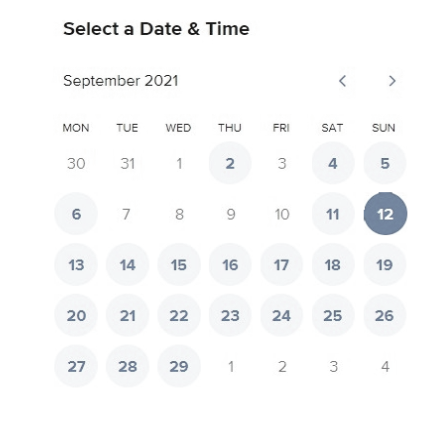 Select a Date & Time
September 2021
MON TUE WED THU FRI SAT SUN
30 31 1 2 3 4 5
6 7 8 9 10 11 12
13 14 15 16 17 18 19
20 21 22 23 24 25 26
27 28 29 1 2 3 4